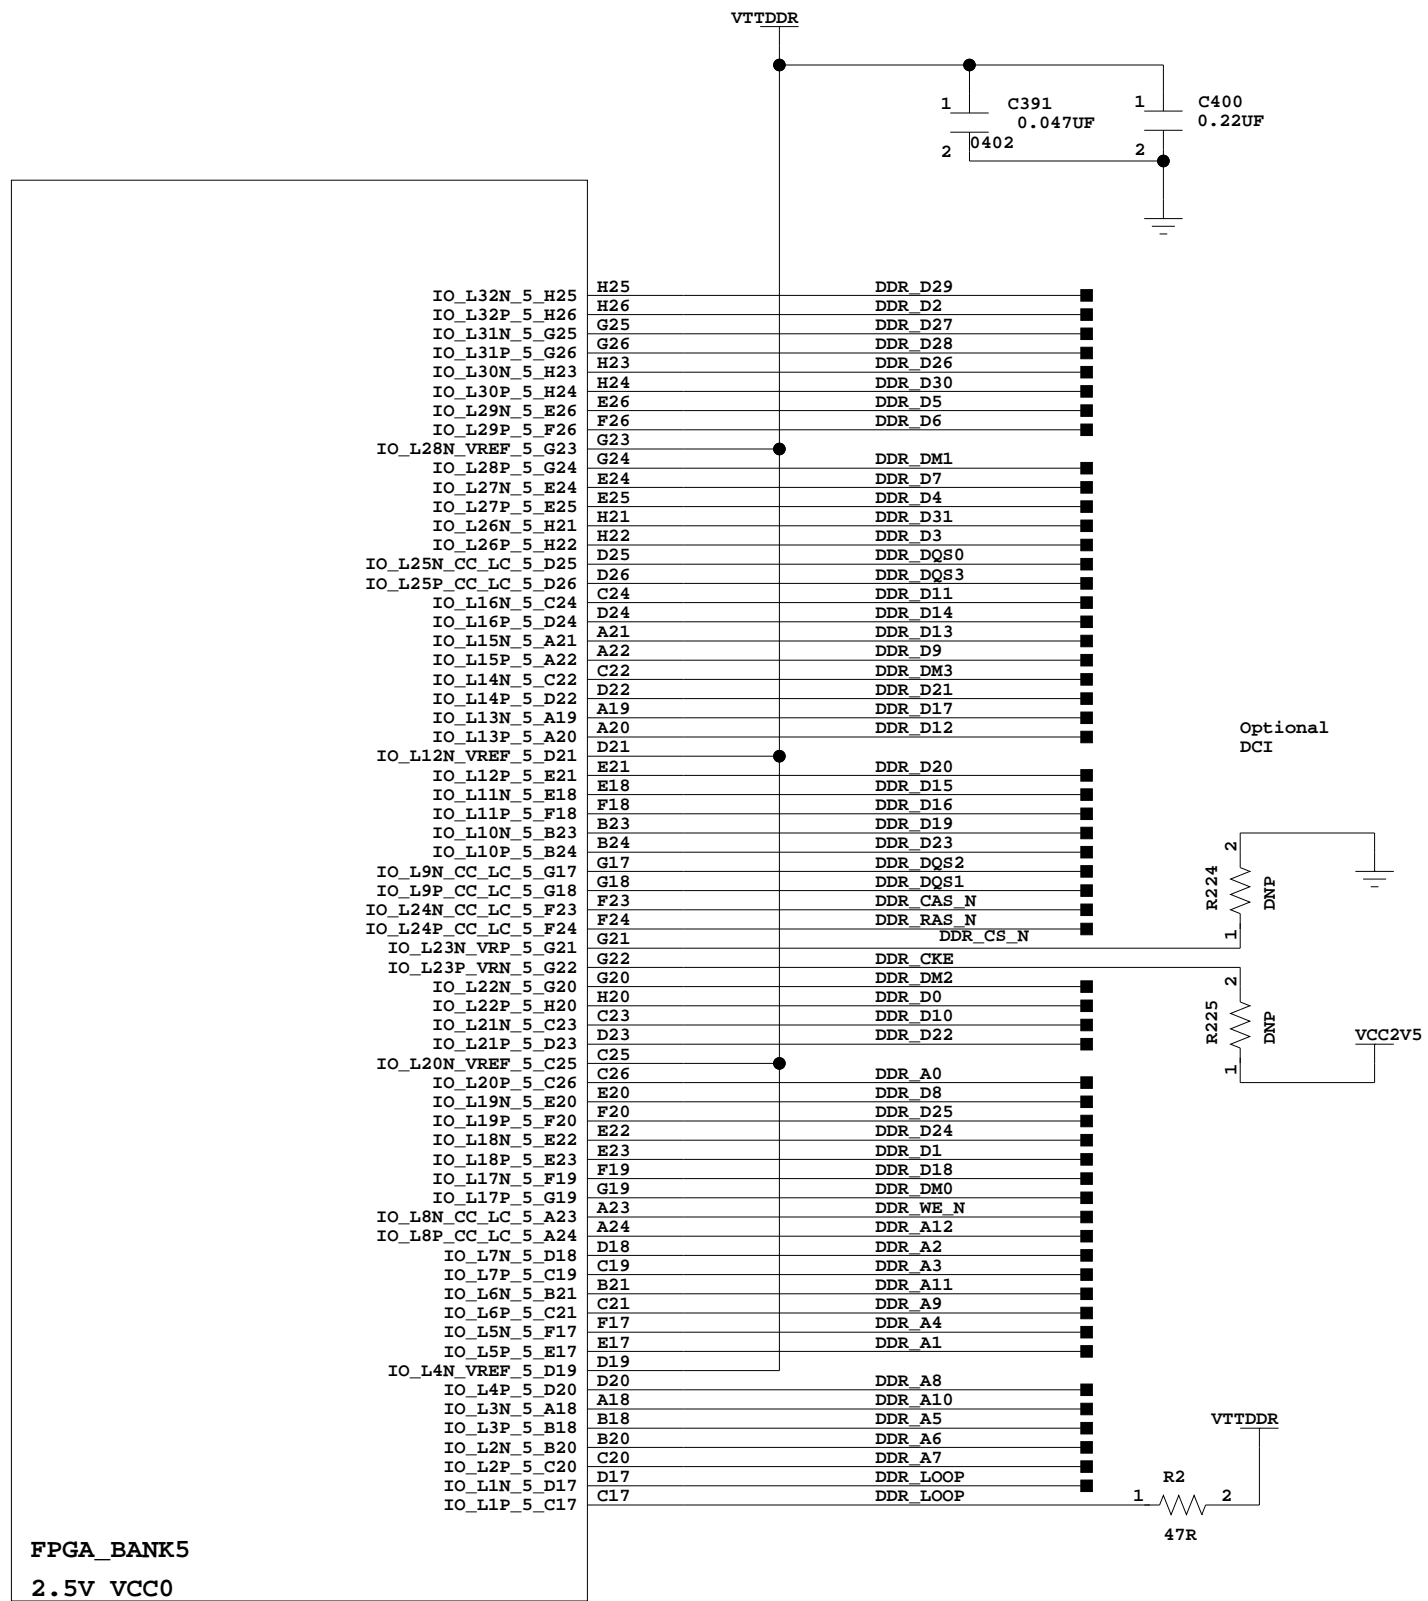 VTTDDR
1 C391 1 C400
0.047UF 0.22UF
2 0402 2
IO_L32N_5_H25 H25 DDR_D29
IO_L32P_5_H26 H26 DDR_D2
IO_L31N_5_G25 G25 DDR_D27
IO_L31P_5_G26 G26 DDR_D28
IO_L30N_5_H23 H23 DDR_D26
IO_L30P_5_H24 H24 DDR_D30
IO_L29N_5_E26 E26 DDR_D5
IO_L29P_5_F26 F26 DDR_D6
IO_L28N_VREF_5_G23 G23
IO_L28P_5_G24 G24 DDR_DM1
IO_L27N_5_E24 E24 DDR_D7
IO_L27P_5_E25 E25 DDR_D4
IO_L26N_5_H21 H21 DDR_D31
IO_L26P_5_H22 H22 DDR_D3
IO_L25N_CC_LC_5_D25 D25 DDR_DQS0
IO_L25P_CC_LC_5_D26 D26 DDR_DQS3
IO_L16N_5_C24 C24 DDR_D11
IO_L16P_5_D24 D24 DDR_D14
IO_L15N_5_A21 A21 DDR_D13
IO_L15P_5_A22 A22 DDR_D9
IO_L14N_5_C22 C22 DDR_DM3
IO_L14P_5_D22 D22 DDR_D21
IO_L13N_5_A19 A19 DDR_D17
IO_L13P_5_A20 A20 DDR_D12
IO_L12N_VREF_5_D21 D21
IO_L12P_5_E21 E21 DDR_D20
IO_L11N_5_E18 E18 DDR_D15
IO_L11P_5_F18 F18 DDR_D16
IO_L10N_5_B23 B23 DDR_D19
IO_L10P_5_B24 B24 DDR_D23
IO_L9N_CC_LC_5_G17 G17 DDR_DQS2
IO_L9P_CC_LC_5_G18 G18 DDR_DQS1
IO_L24N_CC_LC_5_F23 F23 DDR_CAS_N
IO_L24P_CC_LC_5_F24 F24 DDR_RAS_N
IO_L23N_VRP_5_G21 G21 DDR_CS_N
IO_L23P_VRN_5_G22 G22 DDR_CKE
IO_L22N_5_G20 G20 DDR_DM2
IO_L22P_5_H20 H20 DDR_D0
IO_L21N_5_C23 C23 DDR_D10
IO_L21P_5_D23 D23 DDR_D22
IO_L20N_VREF_5_C25 C25
IO_L20P_5_C26 C26 DDR_A0
IO_L19N_5_E20 E20 DDR_D8
IO_L19P_5_F20 F20 DDR_D25
IO_L18N_5_E22 E22 DDR_D24
IO_L18P_5_E23 E23 DDR_D1
IO_L17N_5_F19 F19 DDR_D18
IO_L17P_5_G19 G19 DDR_DM0
IO_L8N_CC_LC_5_A23 A23 DDR_WE_N
IO_L8P_CC_LC_5_A24 A24 DDR_A12
IO_L7N_5_D18 D18 DDR_A2
IO_L7P_5_C19 C19 DDR_A3
IO_L6N_5_B21 B21 DDR_A11
IO_L6P_5_C21 C21 DDR_A9
IO_L5N_5_F17 F17 DDR_A4
IO_L5P_5_E17 E17 DDR_A1
IO_L4N_VREF_5_D19 D19
IO_L4P_5_D20 D20 DDR_A8
IO_L3N_5_A18 A18 DDR_A10
IO_L3P_5_B18 B18 DDR_A5
IO_L2N_5_B20 B20 DDR_A6
IO_L2P_5_C20 C20 DDR_A7
IO_L1N_5_D17 D17 DDR_LOOP
IO_L1P_5_C17 C17 DDR_LOOP
Optional
DCI
2
R224 DNP
1
2
R225 DNP
1
VCC2V5
VTTDDR
R2
1 2
47R
FPGA_BANK5
2.5V VCC0